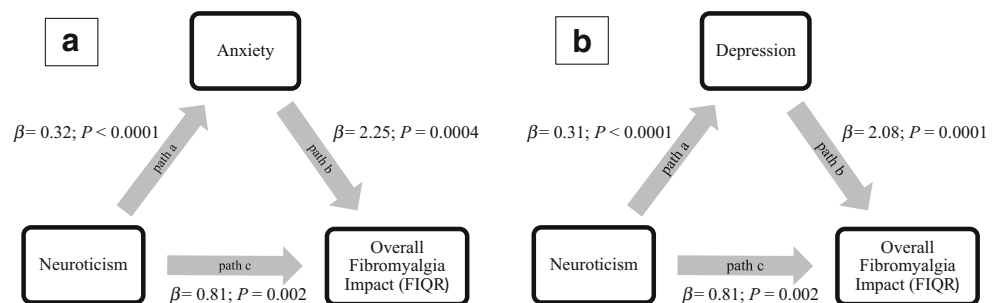 a
Anxiety
β= 0.32; P < 0.0001
path a
path b
β= 2.25; P = 0.0004
Neuroticism
path c
Overall
Fibromyalgia
Impact (FIQR)
β= 0.81; P = 0.002
b
Depression
β= 0.31; P < 0.0001
path a
path b
β= 2.08; P = 0.0001
Neuroticism
path c
Overall
Fibromyalgia
Impact (FIQR)
β= 0.81; P = 0.002